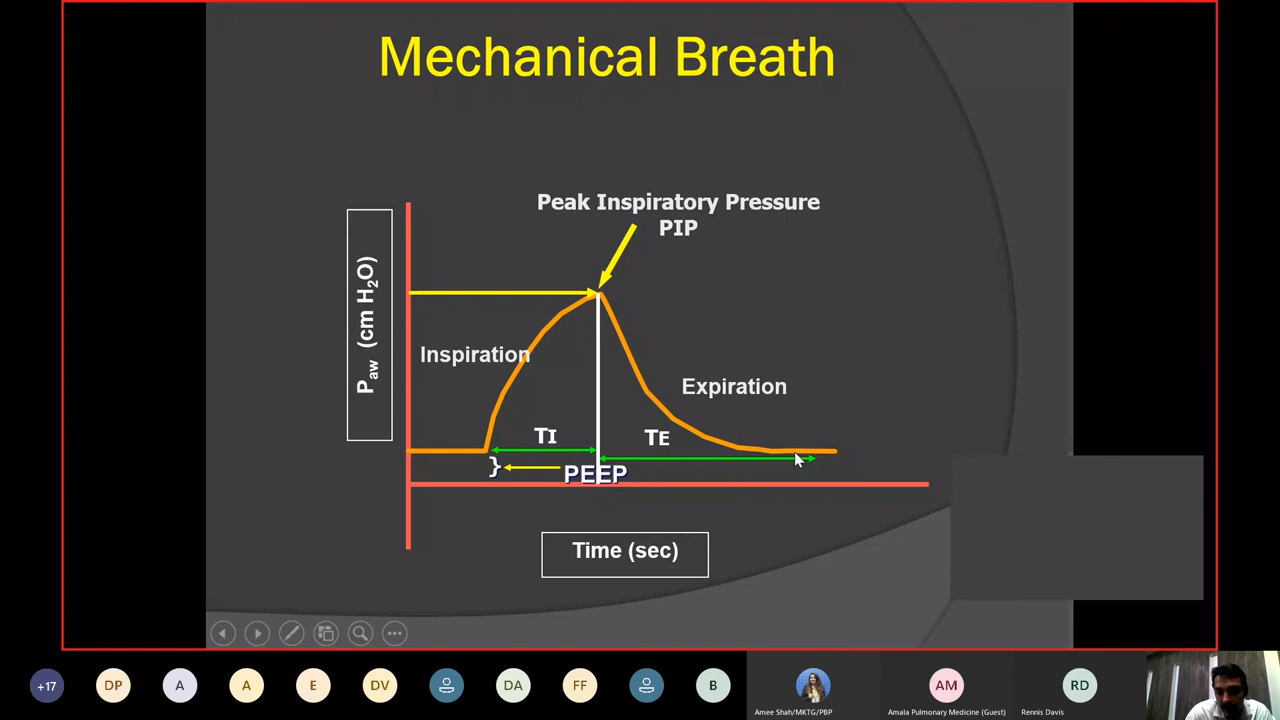 Mechanical Breath
Peak Inspiratory Pressure
PIP
Paw (cm H2O)
Inspiration
Expiration
TI
TE
} PEEP
Time (sec)
+17
DP
A
A
E
DV
DA
FF
B
AM
RD
Amee Shah/MKTG/PBP
Amala Pulmonary Medicine (Guest)
Rennis Davis